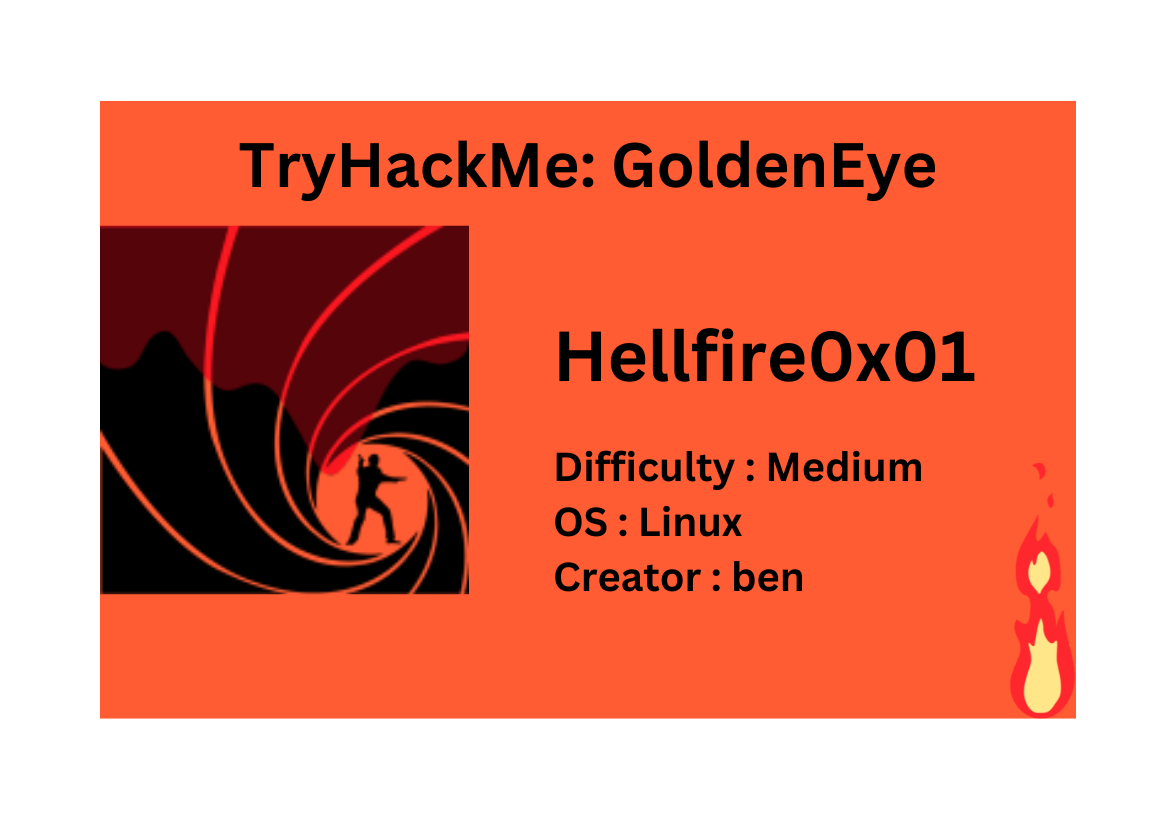 TryHackMe: GoldenEye
Hellfire0x01
Difficulty : Medium
OS : Linux
Creator : ben